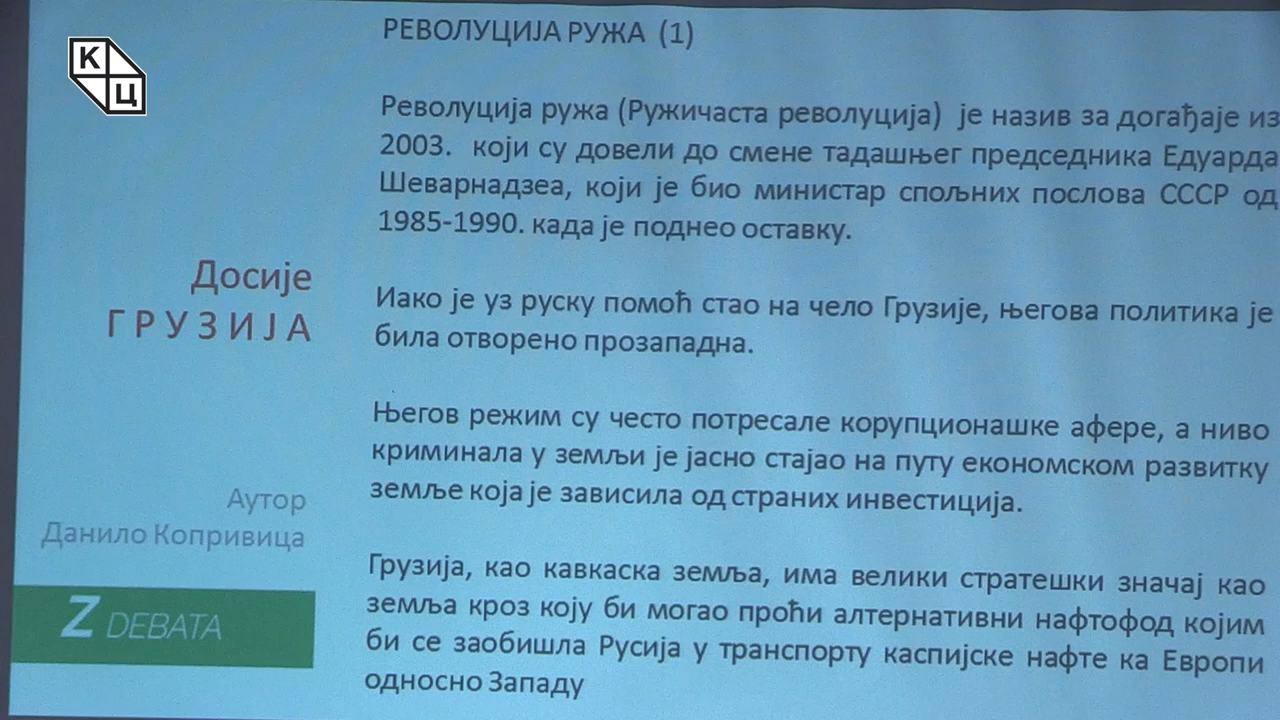 К
Ц
РЕВОЛУЦИЈА РУЖА (1)
Револуција ружа (Ружичаста револуција) је назив за догађаје из
2003. који су довели до смене тадашњег председника Едуарда
Шеварнадзеа, који је био министар спољних послова СССР од
1985-1990. када је поднео оставку.
Иако је уз руску помоћ стао на чело Грузије, његова политика је
била отворено прозападна.
Његов режим су често потресале корупционашке афере, а ниво
криминала у земљи је јасно стајао на путу економском развитку
земље која је зависила од страних инвестиција.
Грузија, као кавкаска земља, има велики стратешки значај као
земља кроз коју би могао проћи алтернативни нафтофод којим
би се заобишла Русија у транспорту каспијске нафте ка Европи
односно Западу
Досије
ГРУЗИЈА
Аутор
Данило Копривица
Z DEBATA